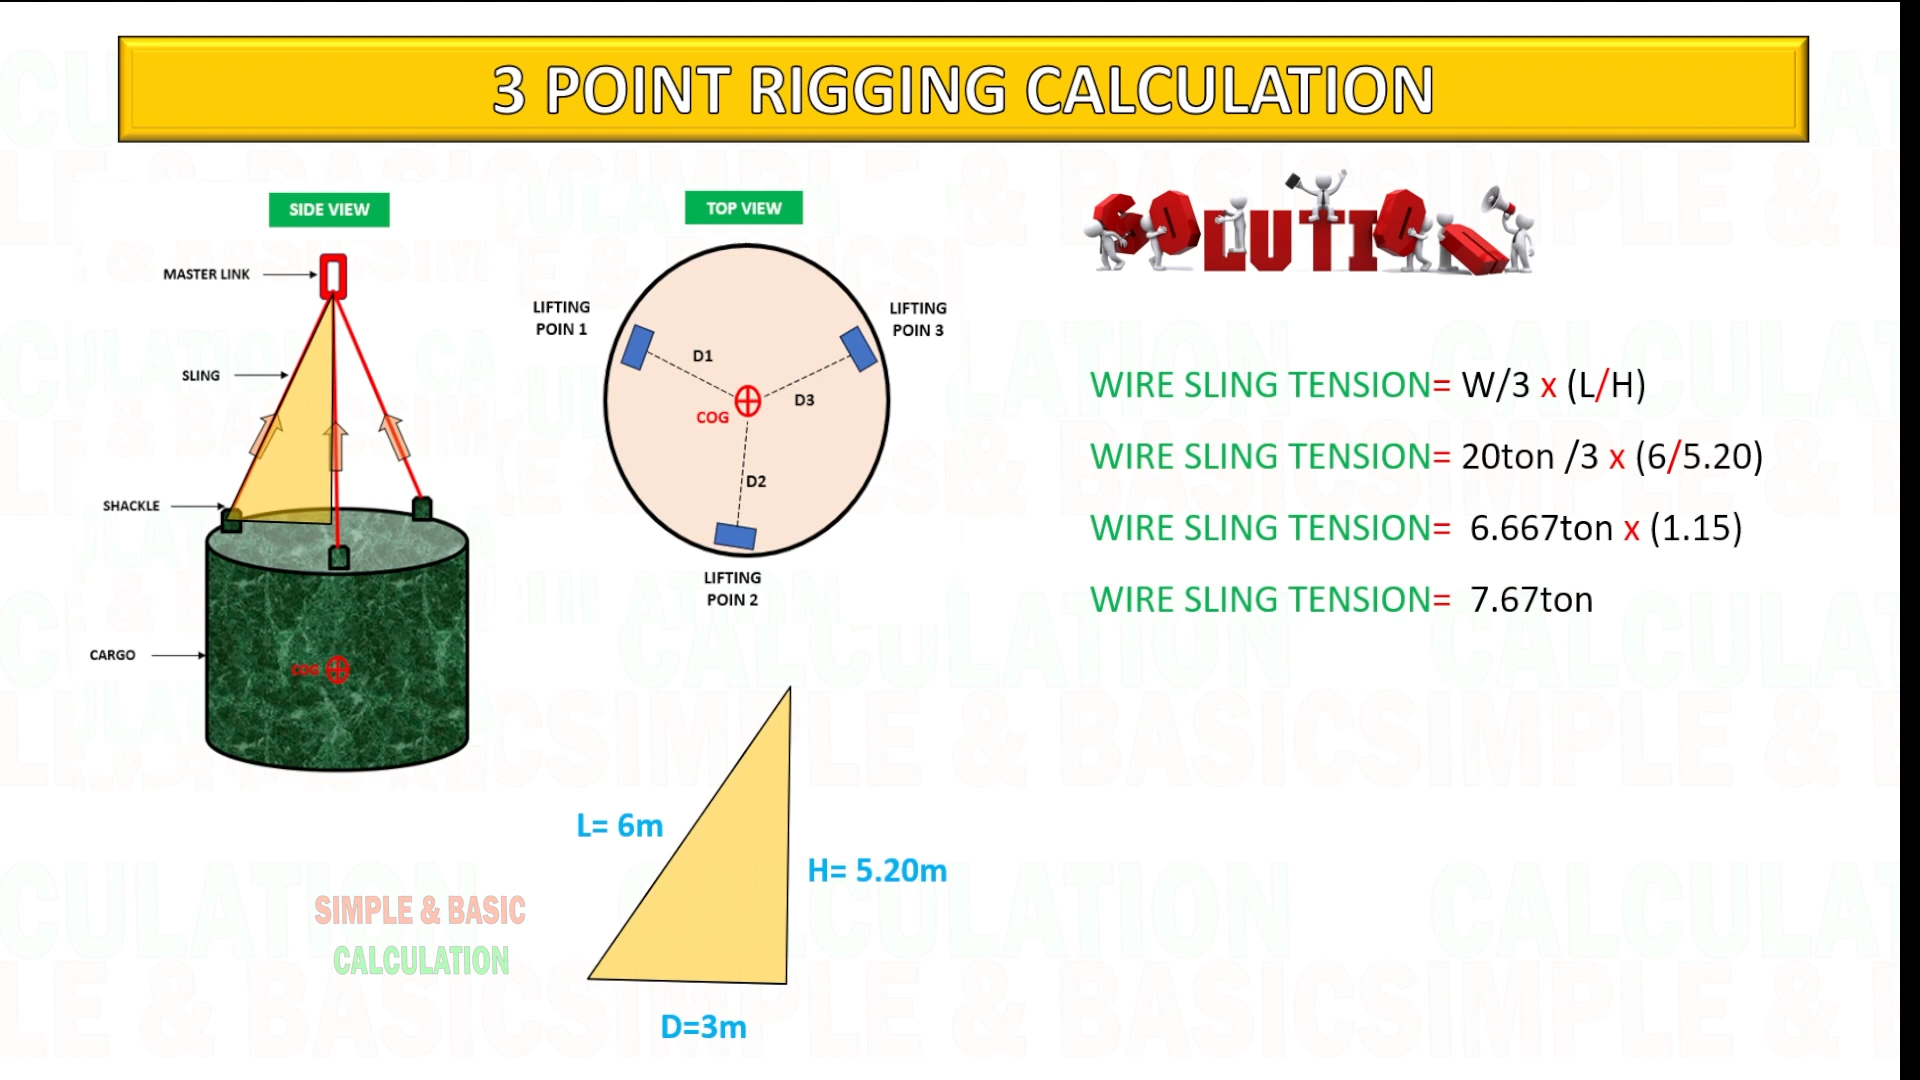 3 POINT RIGGING CALCULATION
SIDE VIEW
MASTER LINK
SLING
SHACKLE
CARGO
COG
TOP VIEW
LIFTING
POIN 1
LIFTING
POIN 3
D1
D3
COG
D2
LIFTING
POIN 2
SOLUTION
WIRE SLING TENSION= W/3 x (L/H)
WIRE SLING TENSION= 20ton /3 x (6/5.20)
WIRE SLING TENSION= 6.667ton x (1.15)
WIRE SLING TENSION= 7.67ton
L= 6m
H= 5.20m
D=3m
SIMPLE & BASIC
CALCULATION